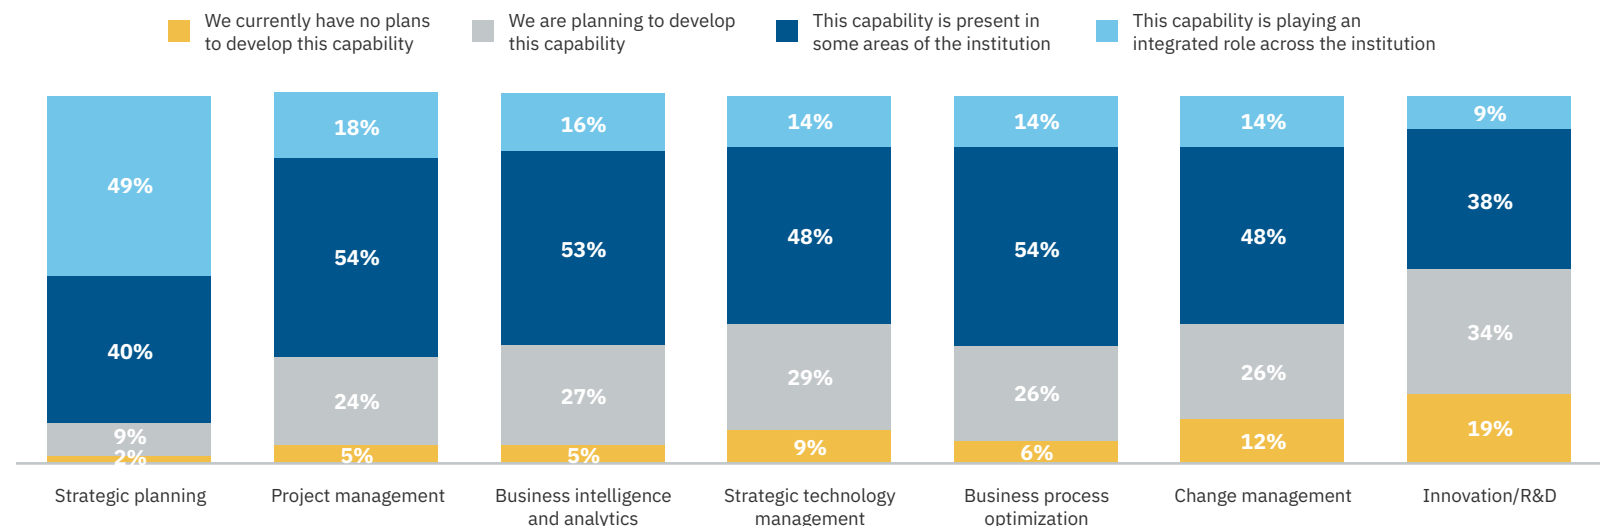 We currently have no plans
to develop this capability
We are planning to develop
this capability
This capability is present in
some areas of the institution
This capability is playing an
integrated role across the institution
49%
40%
9%
2%
18%
54%
24%
5%
16%
53%
27%
5%
14%
48%
29%
9%
14%
54%
26%
6%
14%
48%
26%
12%
9%
38%
34%
19%
Strategic planning
Project management
Business intelligence
and analytics
Strategic technology
management
Business process
optimization
Change management
Innovation/R&D